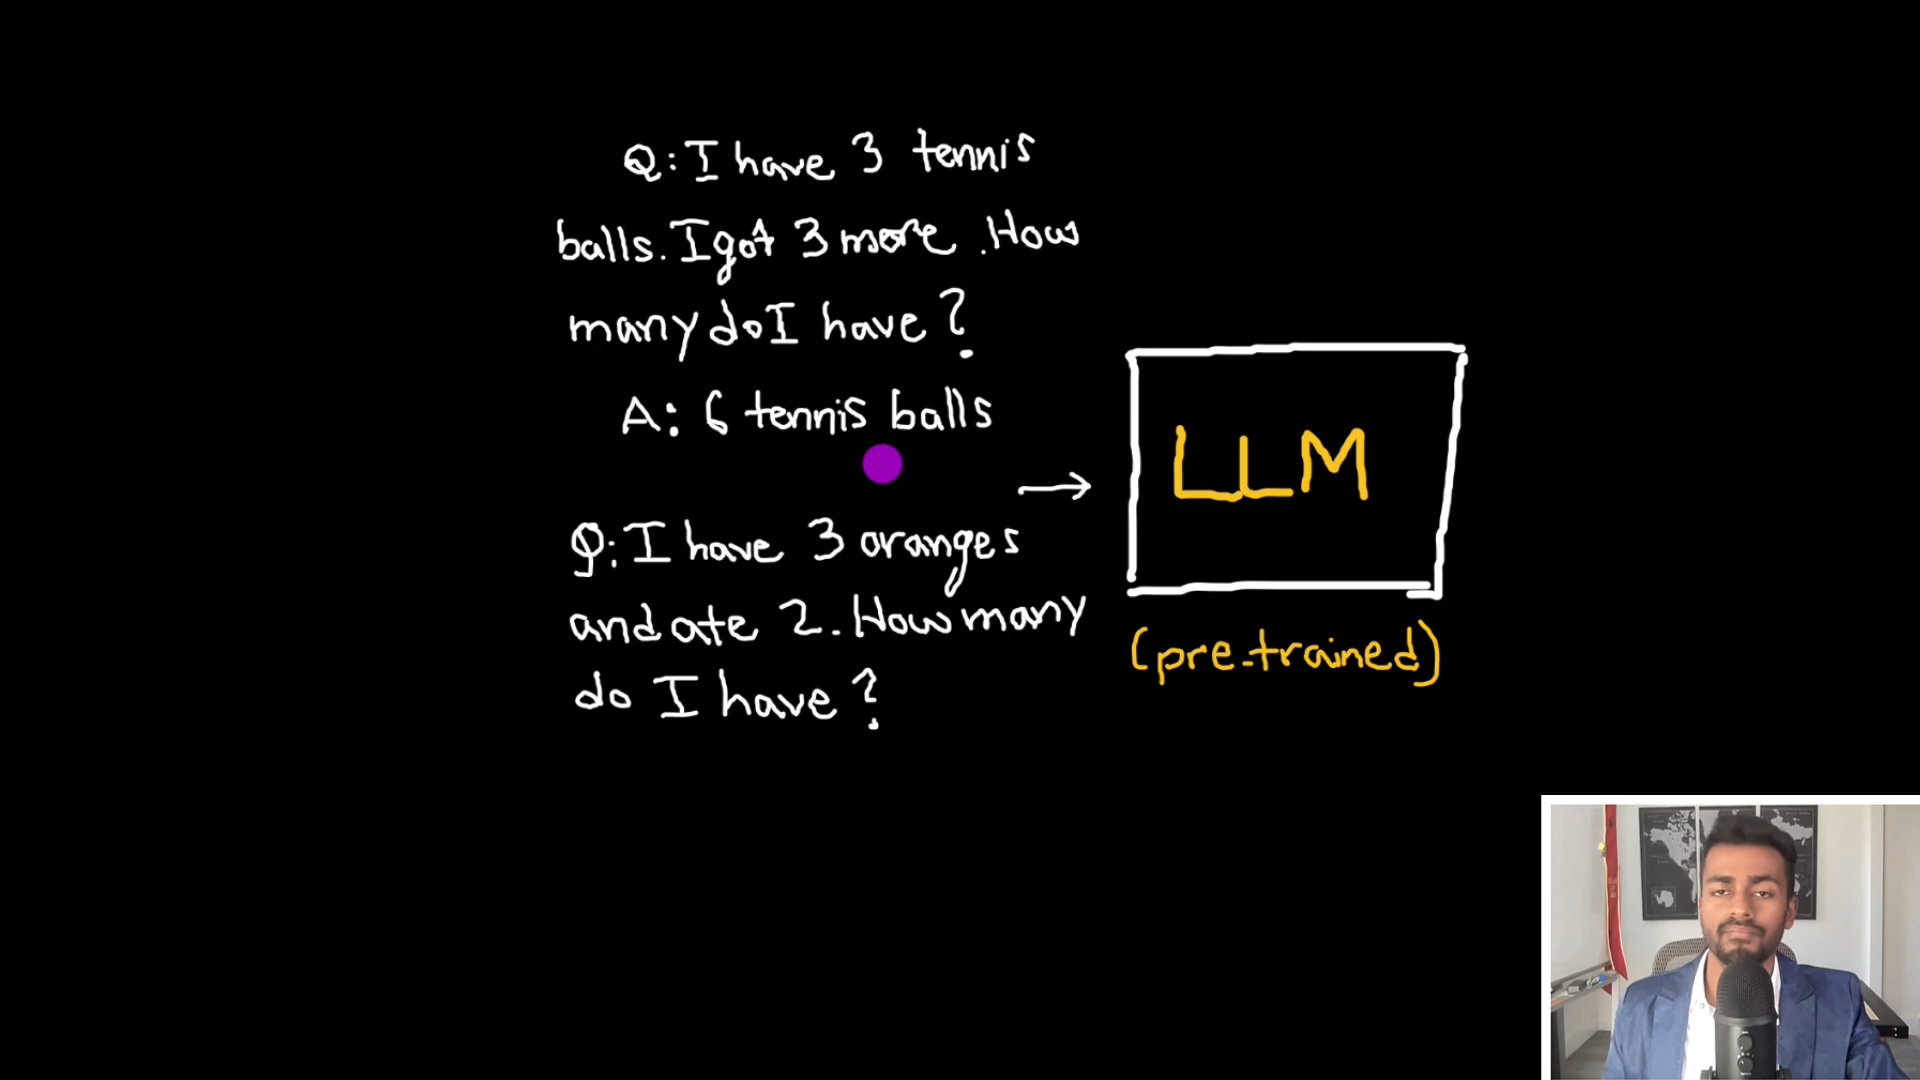 Q: I have 3 tennis
balls. I got 3 more. How
many do I have?
A: 6 tennis balls
Q: I have 3 oranges
and ate 2. How many
do I have?
LLM
(pre-trained)